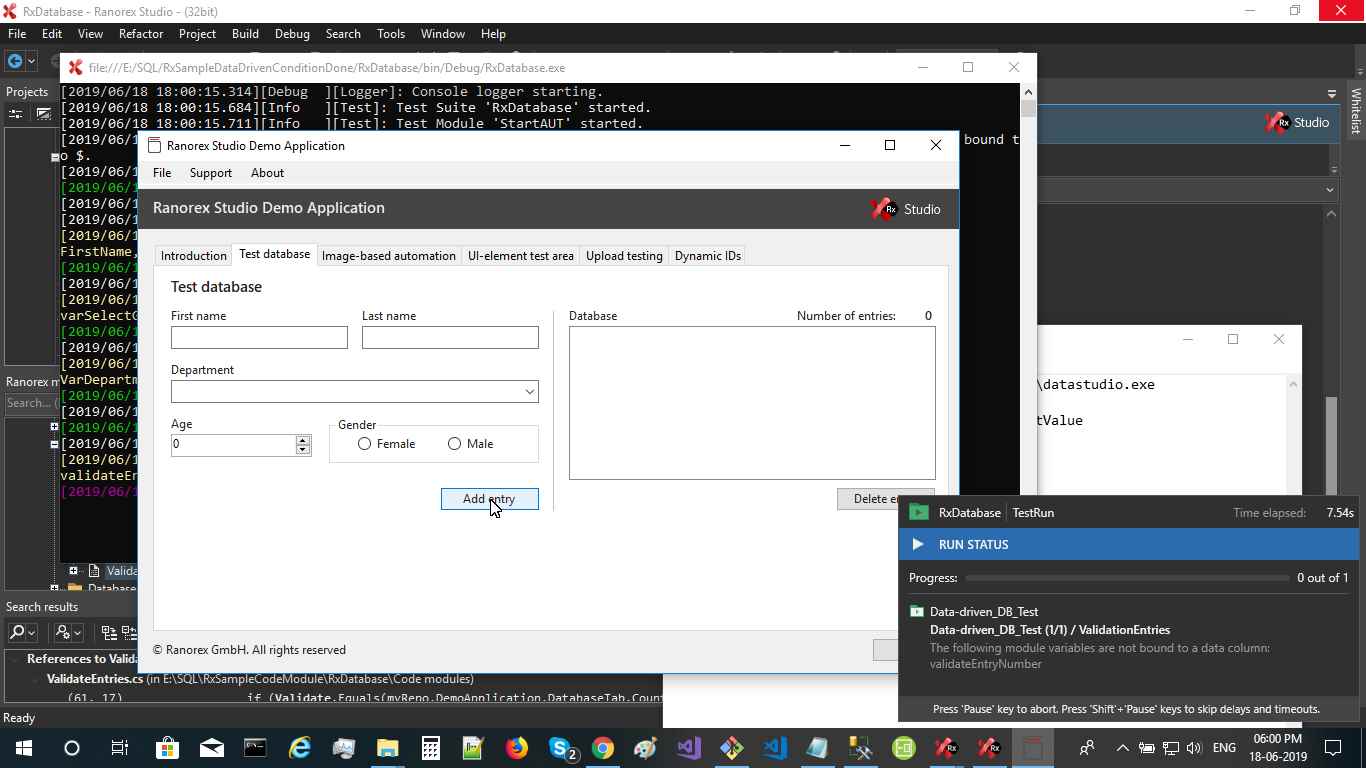 RxDatabase - Ranorex Studio - (32bit)
File Edit View Refactor Project Build Debug Search Tools Window Help
file:///E:/SQL/RxSampleDataDrivenConditionDone/RxDatabase/bin/Debug/RxDatabase.exe
Projects
Whitelist
[2019/06/18 18:00:15.314][Debug ][Logger]: Console logger starting.
[2019/06/18 18:00:15.684][Info ][Test]: Test Suite 'RxDatabase' started.
[2019/06/18 18:00:15.711][Info ][Test]: Test Module 'StartAUT' started.
[2019/06/1
bound t
o $.
Studio
Ranorex Studio Demo Application
File Support About
Ranorex Studio Demo Application
Rx Studio
[2019/06/1
[2019/06/1
[2019/06/1
[2019/06/1
[2019/06/1
FirstName,
[2019/06/1
[2019/06/1
[2019/06/1
varSelectG
[2019/06/1
[2019/06/1
[2019/06/1
VarDepartm
[2019/06/1
[2019/06/1
[2019/06/1
[2019/06/1
validateEn
[2019/06/1
Introduction Test database Image-based automation UI-element test area Upload testing Dynamic IDs
Test database
First name Last name Database Number of entries: 0
Department
Age Gender
0 Female Male
Add entry Delete en
© Ranorex GmbH. All rights reserved
\datastudio.exe
tValue
Ranorex m
Search... (
Valida
Database
Search results
References to Valida
ValidateEntries.cs (in E:\SQL\RxSampleCodeModule\RxDatabase\Code modules)
(61, 17) if (Validate.Equals(myRepo.DemoApplication.DatabaseTab.Count
Ready
RxDatabase TestRun Time elapsed: 7.54s
RUN STATUS
Progress: 0 out of 1
Data-driven_DB_Test
Data-driven_DB_Test (1/1) / ValidationEntries
The following module variables are not bound to a data column:
validateEntryNumber
Press 'Pause' key to abort. Press 'Shift'+'Pause' keys to skip delays and timeouts.
2
ENG
06:00 PM
18-06-2019